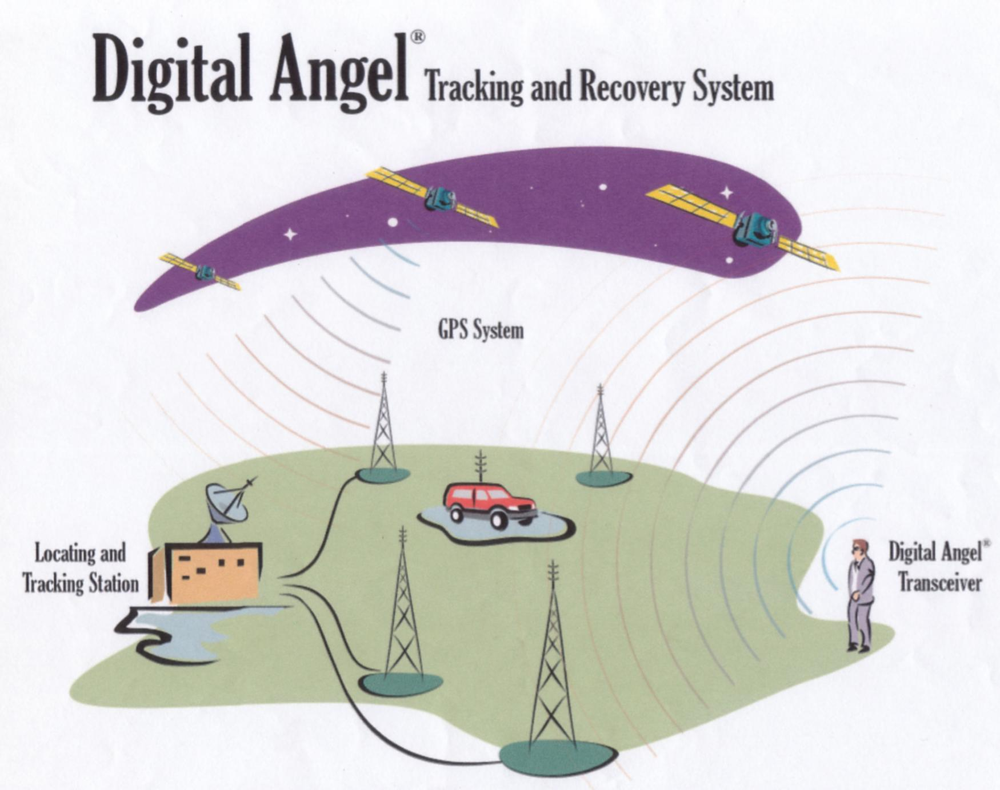 Digital Angel® Tracking and Recovery System
GPS System
Locating and
Tracking Station
Digital Angel®
Transceiver